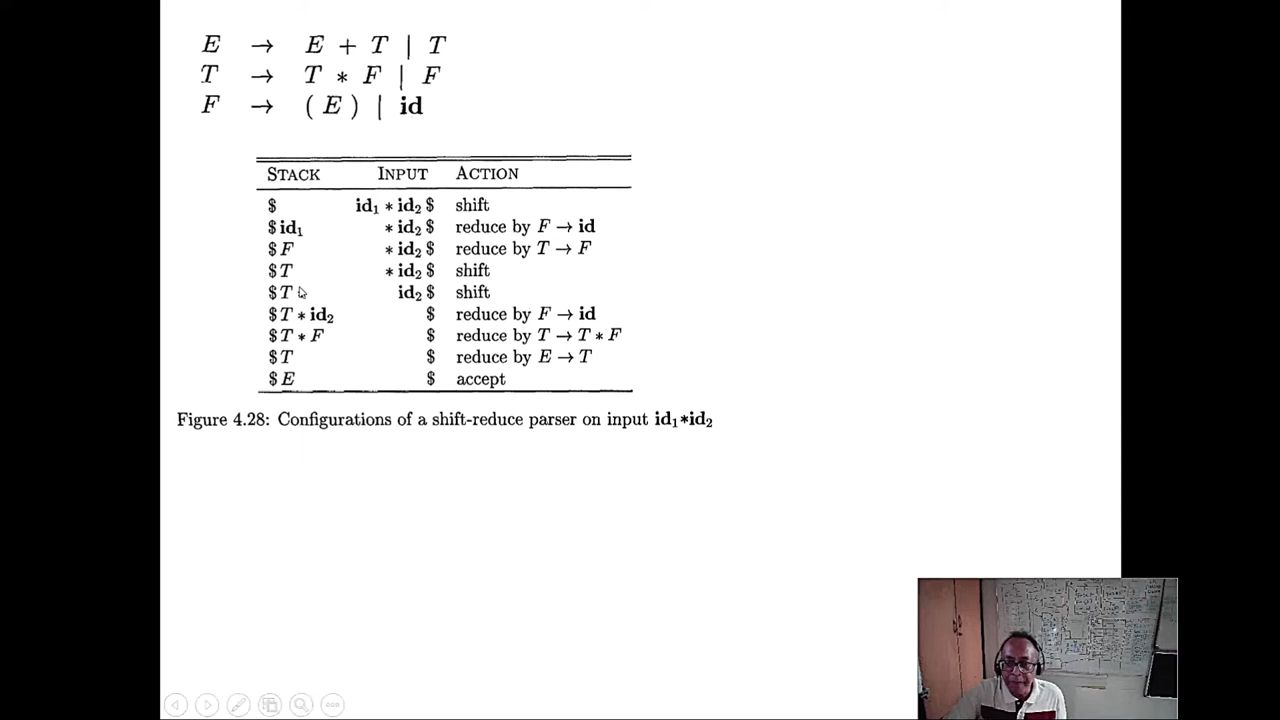 E → E + T | T
T → T * F | F
F → ( E ) | id
STACK INPUT ACTION
$ id₁ * id₂ $ shift
$ id₁ * id₂ $ reduce by F → id
$ F * id₂ $ reduce by T → F
$ T * id₂ $ shift
$ T id₂ $ shift
$ T * id₂ $ reduce by F → id
$ T * F $ reduce by T → T * F
$ T $ reduce by E → T
$ E $ accept
Figure 4.28: Configurations of a shift-reduce parser on input id₁*id₂